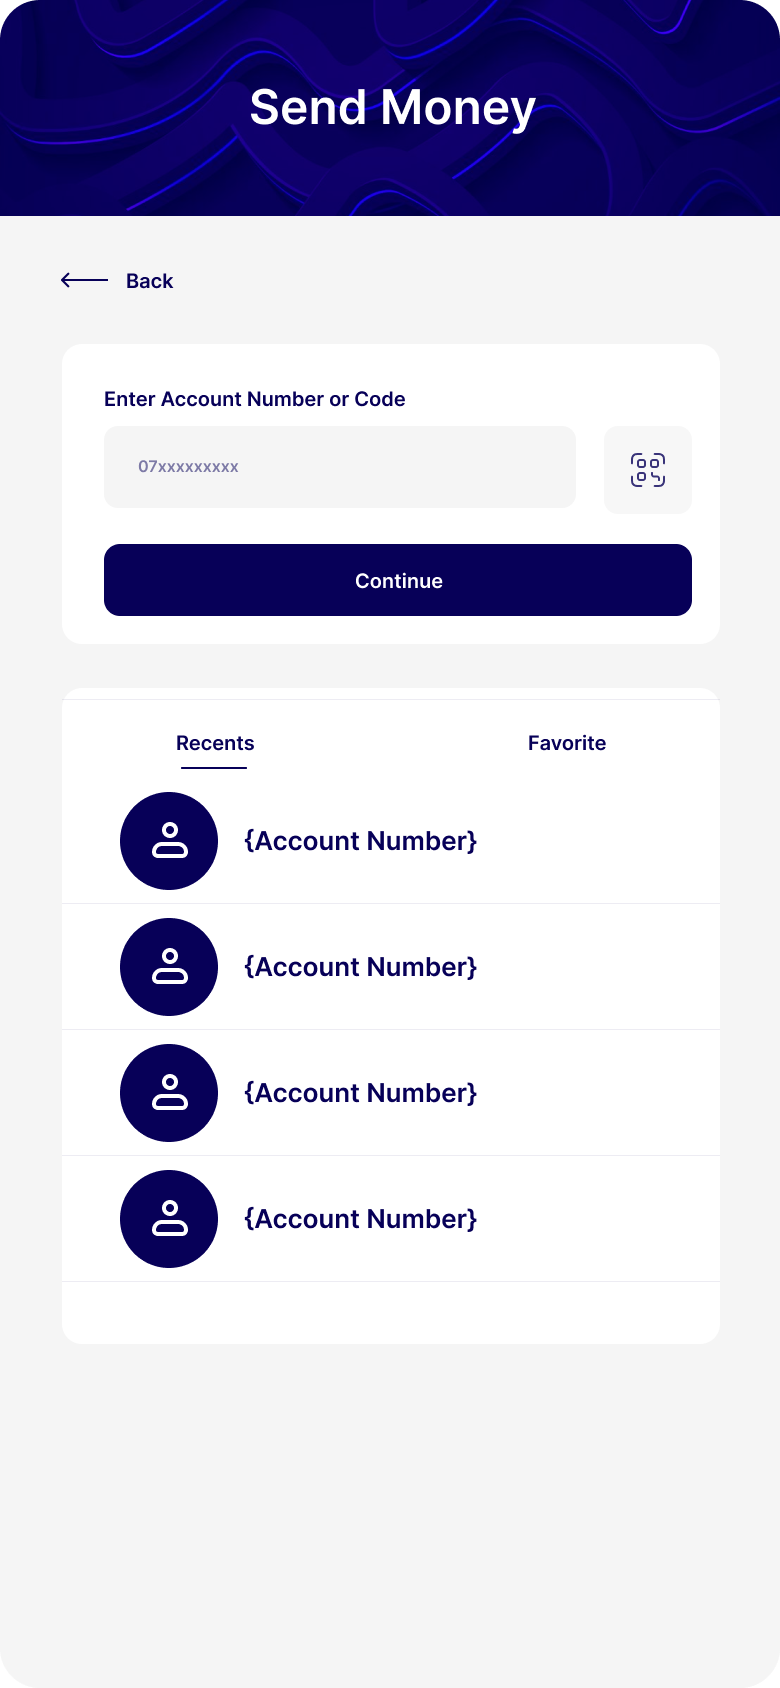 Send Money
Back
Enter Account Number or Code
07xxxxxxxxx
Continue
Recents
Favorite
{Account Number}
{Account Number}
{Account Number}
{Account Number}